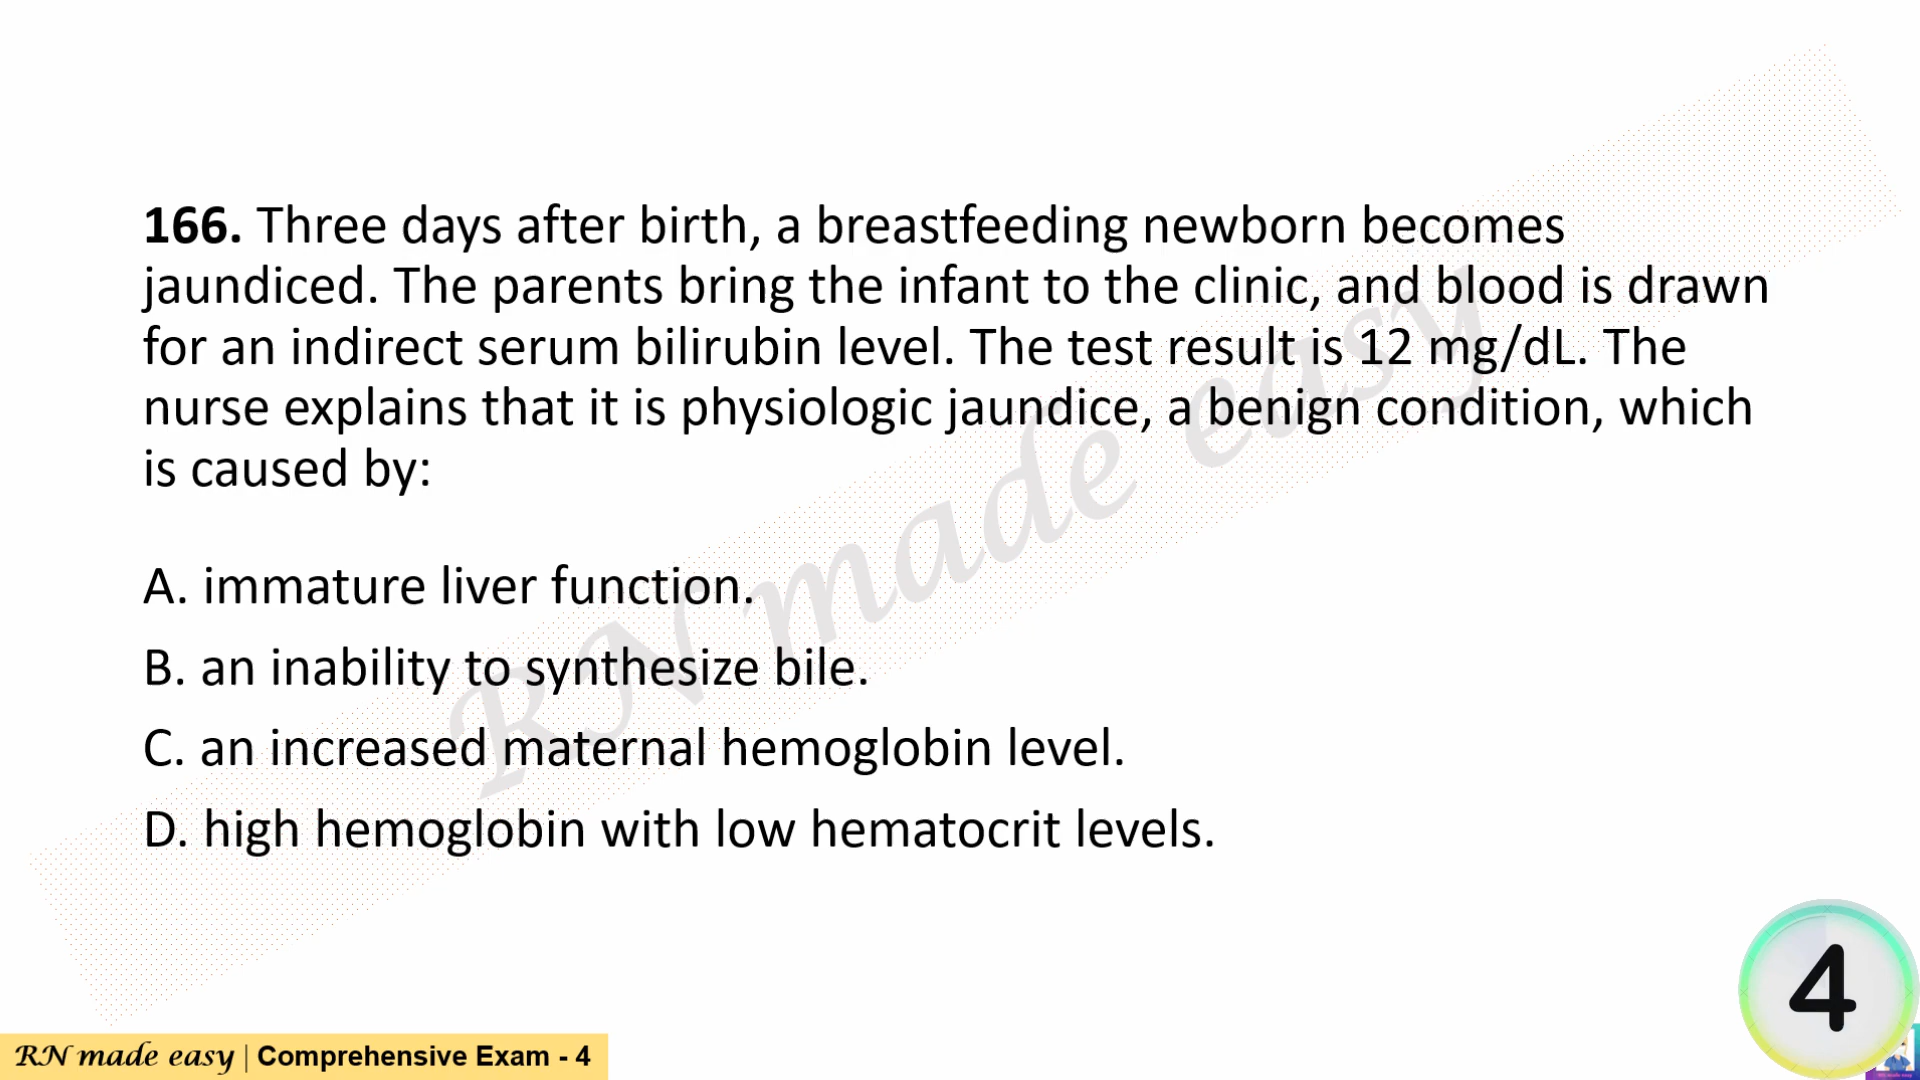 166. Three days after birth, a breastfeeding newborn becomes
jaundiced. The parents bring the infant to the clinic, and blood is drawn
for an indirect serum bilirubin level. The test result is 12 mg/dL. The
nurse explains that it is physiologic jaundice, a benign condition, which
is caused by:
A. immature liver function.
B. an inability to synthesize bile.
C. an increased maternal hemoglobin level.
D. high hemoglobin with low hematocrit levels.
RN made easy
4
RN made easy | Comprehensive Exam - 4